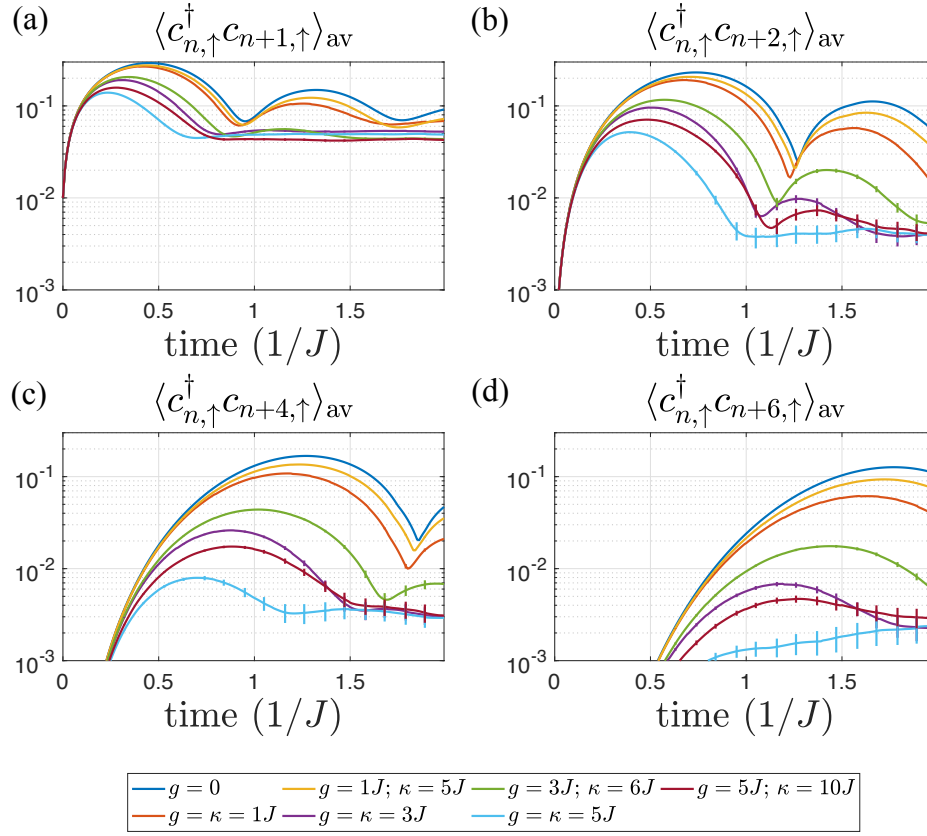 (a)
⟨c†n,↑ cn+1,↑⟩av
10-1
10-2
10-3
0 0.5 1 1.5
time (1/J)
(b)
⟨c†n,↑ cn+2,↑⟩av
10-1
10-2
10-3
0 0.5 1 1.5
time (1/J)
(c)
⟨c†n,↑ cn+4,↑⟩av
10-1
10-2
10-3
0 0.5 1 1.5
time (1/J)
(d)
⟨c†n,↑ cn+6,↑⟩av
10-1
10-2
10-3
0 0.5 1 1.5
time (1/J)
g = 0 g = 1J; κ = 5J g = 3J; κ = 6J g = 5J; κ = 10J
g = κ = 1J g = κ = 3J g = κ = 5J